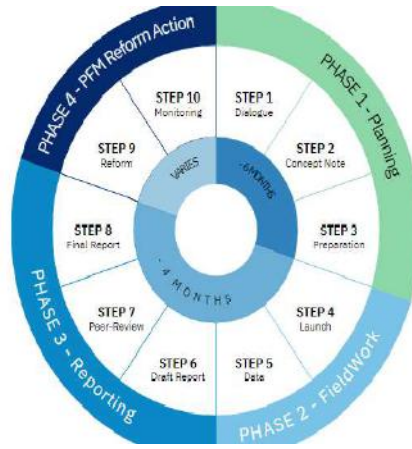 PHASE 1 - Planning
PHASE 2 - FieldWork
PHASE 3 - Reporting
PHASE 4 - PFM Reform Action
STEP 1
Dialogue
STEP 2
Concept Note
STEP 3
Preparation
STEP 4
Launch
STEP 5
Data
STEP 6
Draft Report
STEP 7
Peer-Review
STEP 8
Final Report
STEP 9
Reform
STEP 10
Monitoring
~6 MONTHS
~ 4 MONTHS
VARIES